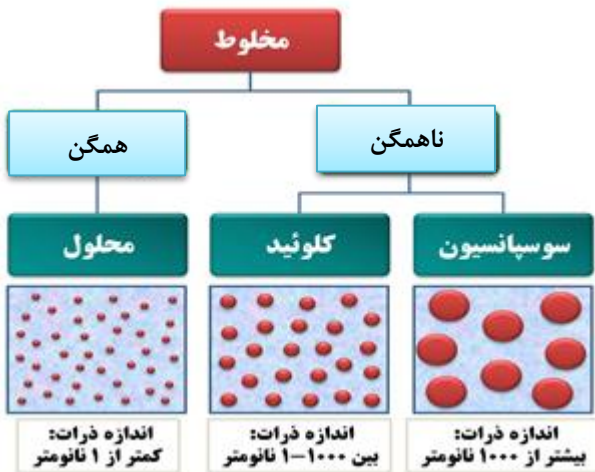 مخلوط
ناهمگن
همگن
سوسپانسیون
کلوئید
محلول
اندازه ذرات:
بیشتر از ۱۰۰۰ نانومتر
اندازه ذرات:
بین ۱۰۰۰–۱ نانومتر
اندازه ذرات:
کمتر از ۱ نانومتر